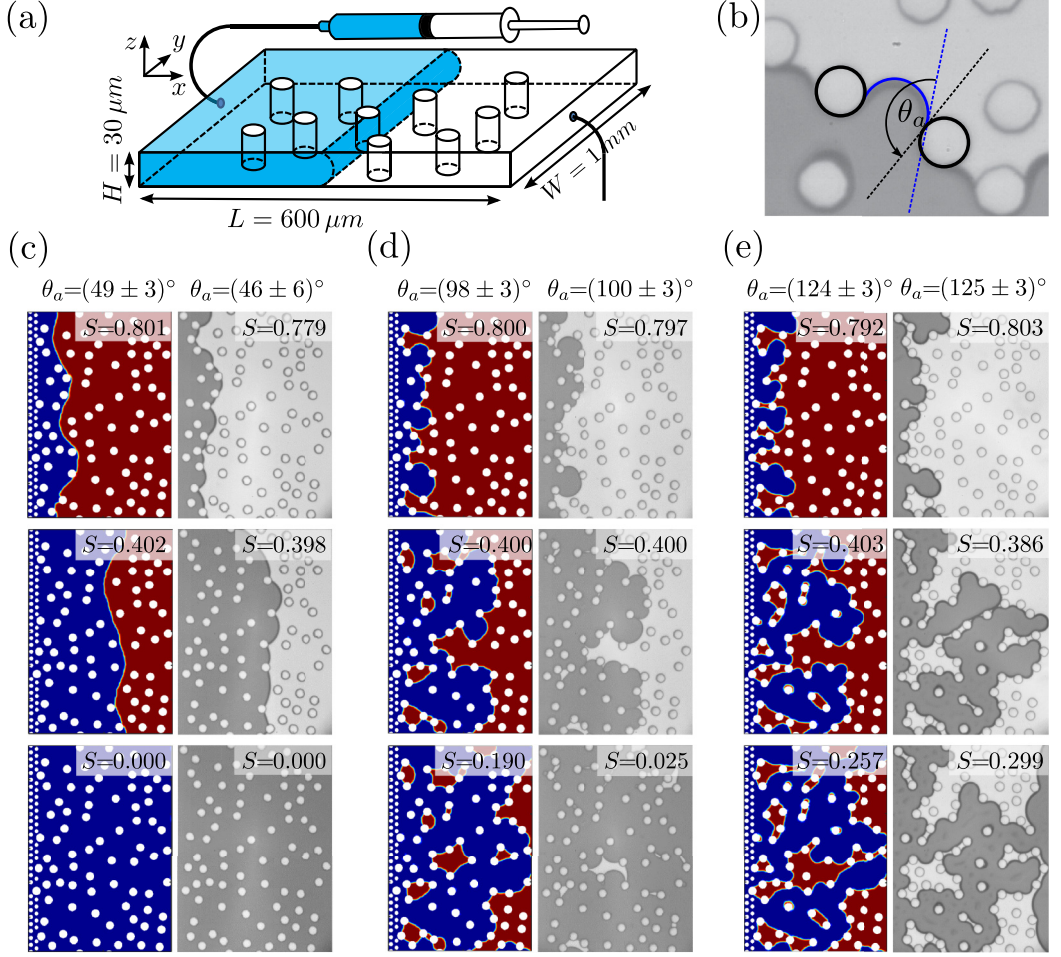 (a)
z
y
x
H = 30 μm
L = 600 μm
W = 1 mm
(b)
θa
(c)
θa=(49 ± 3)° θa=(46 ± 6)°
S=0.801 S=0.779
S=0.402 S=0.398
S=0.000 S=0.000
(d)
θa=(98 ± 3)° θa=(100 ± 3)°
S=0.800 S=0.797
S=0.400 S=0.400
S=0.190 S=0.025
(e)
θa=(124 ± 3)° θa=(125 ± 3)°
S=0.792 S=0.803
S=0.403 S=0.386
S=0.257 S=0.299